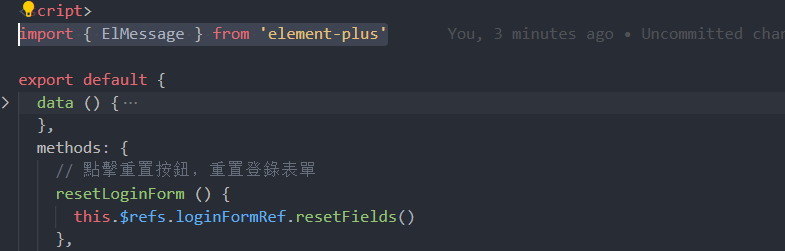 cript>
import { ElMessage } from 'element-plus' You, 3 minutes ago • Uncommitted chan
export default {
data () {…
},
methods: {
// 點擊重置按鈕，重置登錄表單
resetLoginForm () {
this.$refs.loginFormRef.resetFields()
},